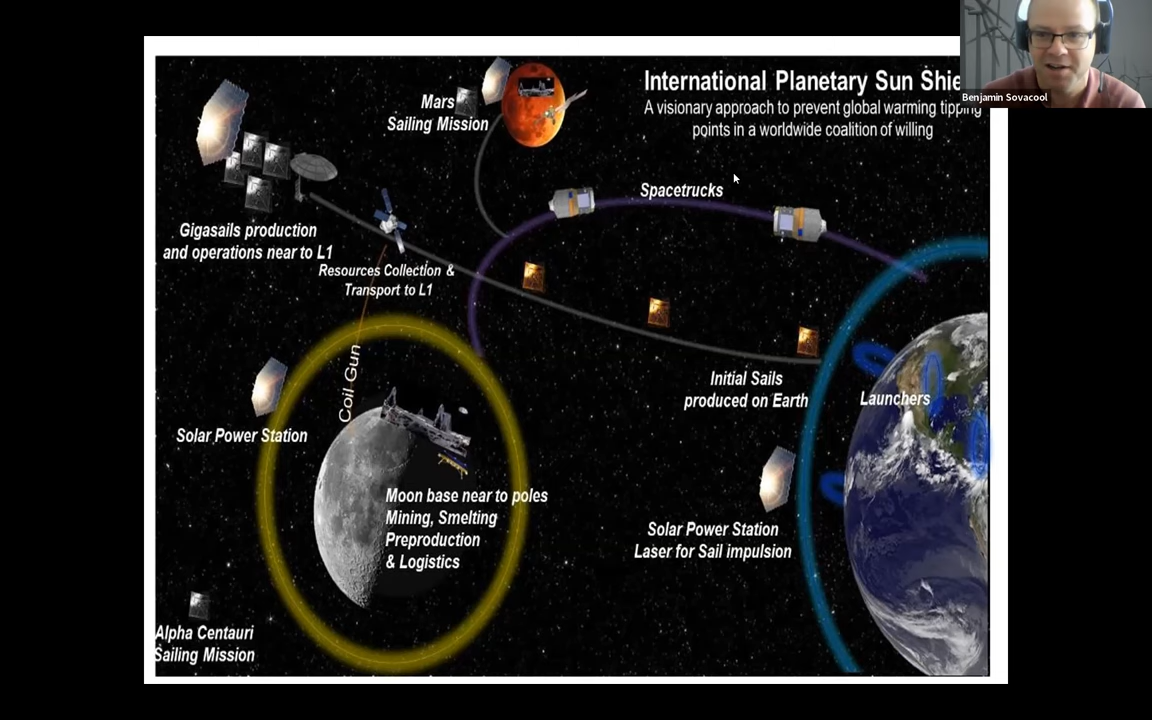 International Planetary Sun Shie
A visionary approach to prevent global warming tipping
points in a worldwide coalition of willing
Benjamin Sovacool
Mars
Sailing Mission
Spacetrucks
Gigasails production
and operations near to L1
Resources Collection &
Transport to L1
Coil Gun
Initial Sails
produced on Earth
Launchers
Solar Power Station
Moon base near to poles
Mining, Smelting
Preproduction
& Logistics
Solar Power Station
Laser for Sail impulsion
Alpha Centauri
Sailing Mission